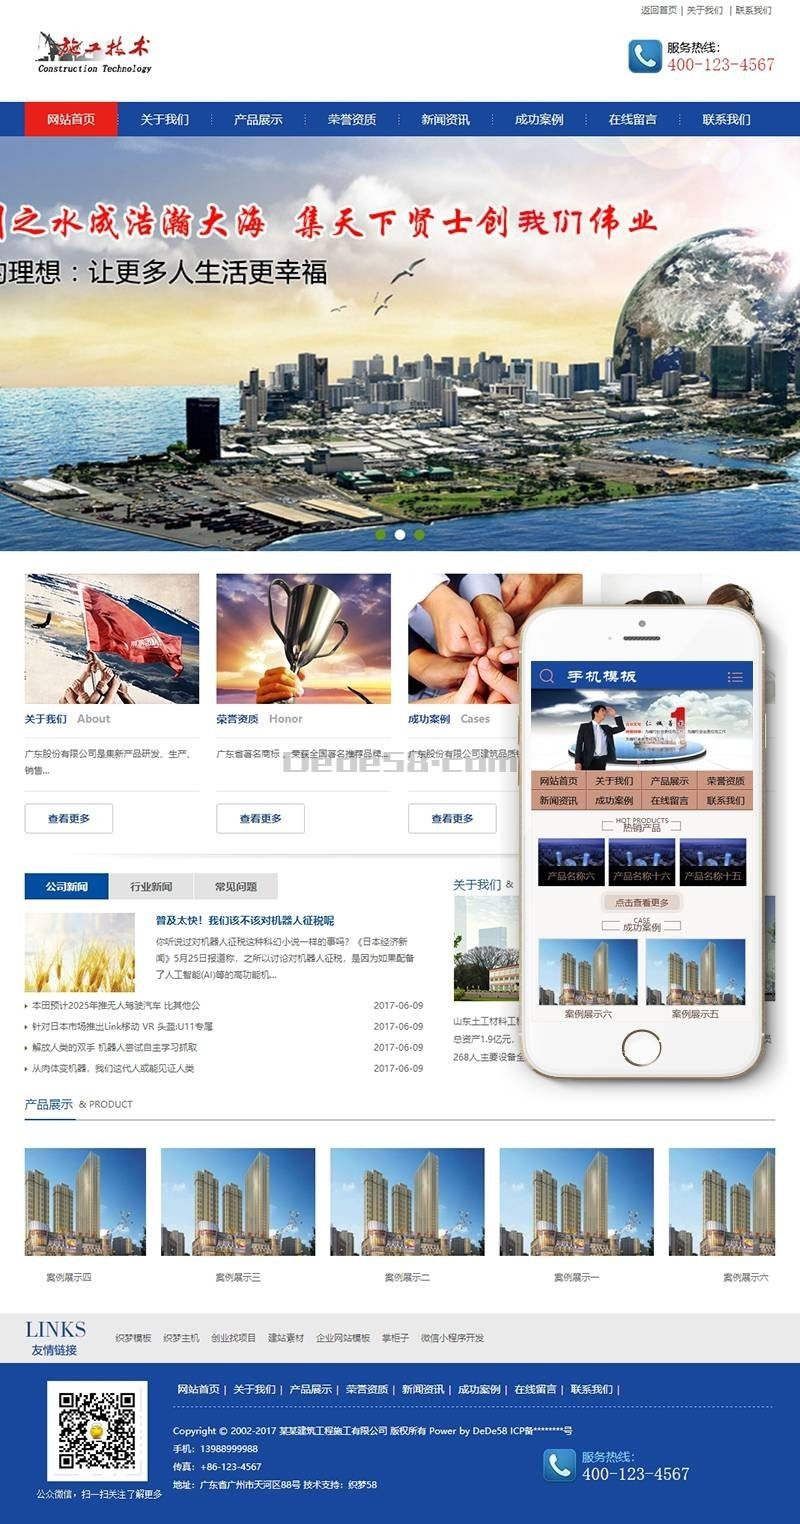 返回首页 | 关于我们 | 联系我们
施工技术
Construction Technology
服务热线：
400-123-4567
网站首页 关于我们 产品展示 荣誉资质 新闻资讯 成功案例 在线留言 联系我们
之水成浩瀚大海 集天下贤士创我们伟业
理想：让更多人生活更幸福
关于我们 About
广东股份有限公司是集新产品研发、生产、
销售...
查看更多
荣誉资质 Honor
广东省著名商标 、荣获全国著名推荐品牌...
查看更多
成功案例 Cases
广东股份有限公司建筑品质
查看更多
Dede58.com
手机模板
网站首页 关于我们 产品展示 荣誉资质
新闻资讯 成功案例 在线留言 联系我们
HOT PRODUCTS
热销产品
产品名称六 产品名称十六 产品名称十五
点击查看更多
CASE
成功案例
案例展示六 案例展示五
公司新闻 行业新闻 常见问题
普及太快！我们该不该对机器人征税呢
你听说过对机器人征税这种科幻小说一样的事吗？《日本经济新
闻》5月25日报道称，之所以讨论对机器人征税，是因为如果配备
了人工智能(AI)等的高功能机...
本田预计2025年推无人驾驶汽车 比其他公 2017-06-09
针对日本市场推出Link移动 VR 头盔:U11专属 2017-06-09
解放人类的双手 机器人尝试自主学习抓取 2017-06-09
从肉体变机器，我们这代人或能见证人类 2017-06-09
关于我们 &
山东土工材料工
总资产1.9亿元，
268人,主要设备全
产品展示 & PRODUCT
案例展示四 案例展示三 案例展示二 案例展示一 案例展示六
LINKS
友情链接
织梦模板 织梦主机 创业找项目 建站素材 企业网站模板 掌柜子 微信小程序开发
网站首页 | 关于我们 | 产品展示 | 荣誉资质 | 新闻资讯 | 成功案例 | 在线留言 | 联系我们 |
Copyright © 2002-2017 某某建筑工程施工有限公司 版权所有 Power by DeDe58 ICP备********号
手机：13988999988
传真：+86-123-4567
地址：广东省广州市天河区88号 技术支持：织梦58
服务热线：
400-123-4567
公众微信，扫一扫关注了解更多